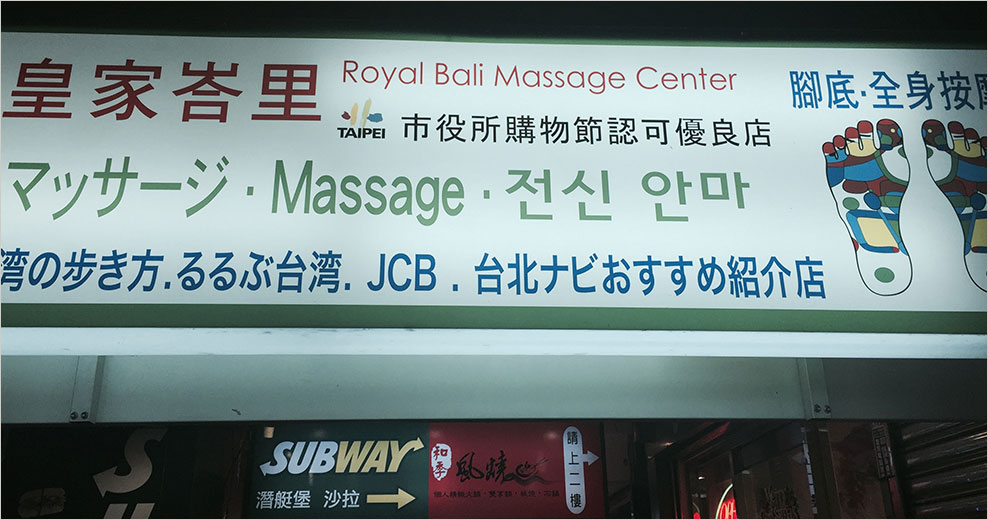 皇家峇里 Royal Bali Massage Center
腳底·全身按摩
TAIPEI 市役所購物節認可優良店
マッサージ · Massage · 전신 안마
湾の歩き方.るるぶ台湾. JCB . 台北ナビおすすめ紹介店
SUBWAY
潛艇堡 沙拉
和季
風燒
請上二樓